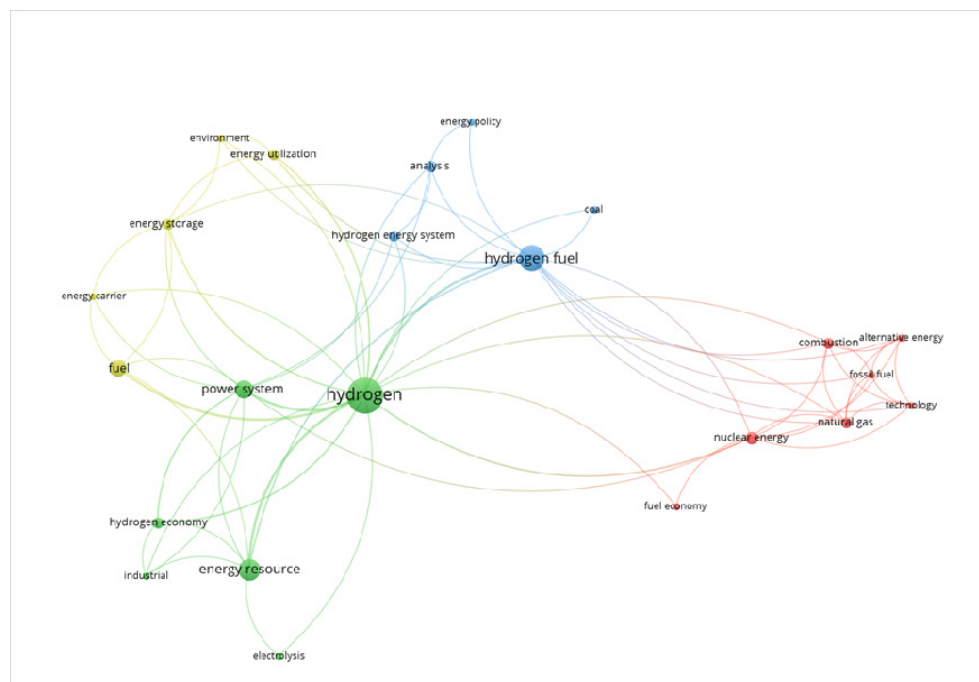 energy policy
environment
energy utilization
analysis
coal
energy storage
hydrogen energy system
hydrogen fuel
energy carrier
alternative energy
combustion
fuel
fossil fuel
power system
hydrogen
technology
natural gas
nuclear energy
fuel economy
hydrogen economy
energy resource
industrial
electrolysis